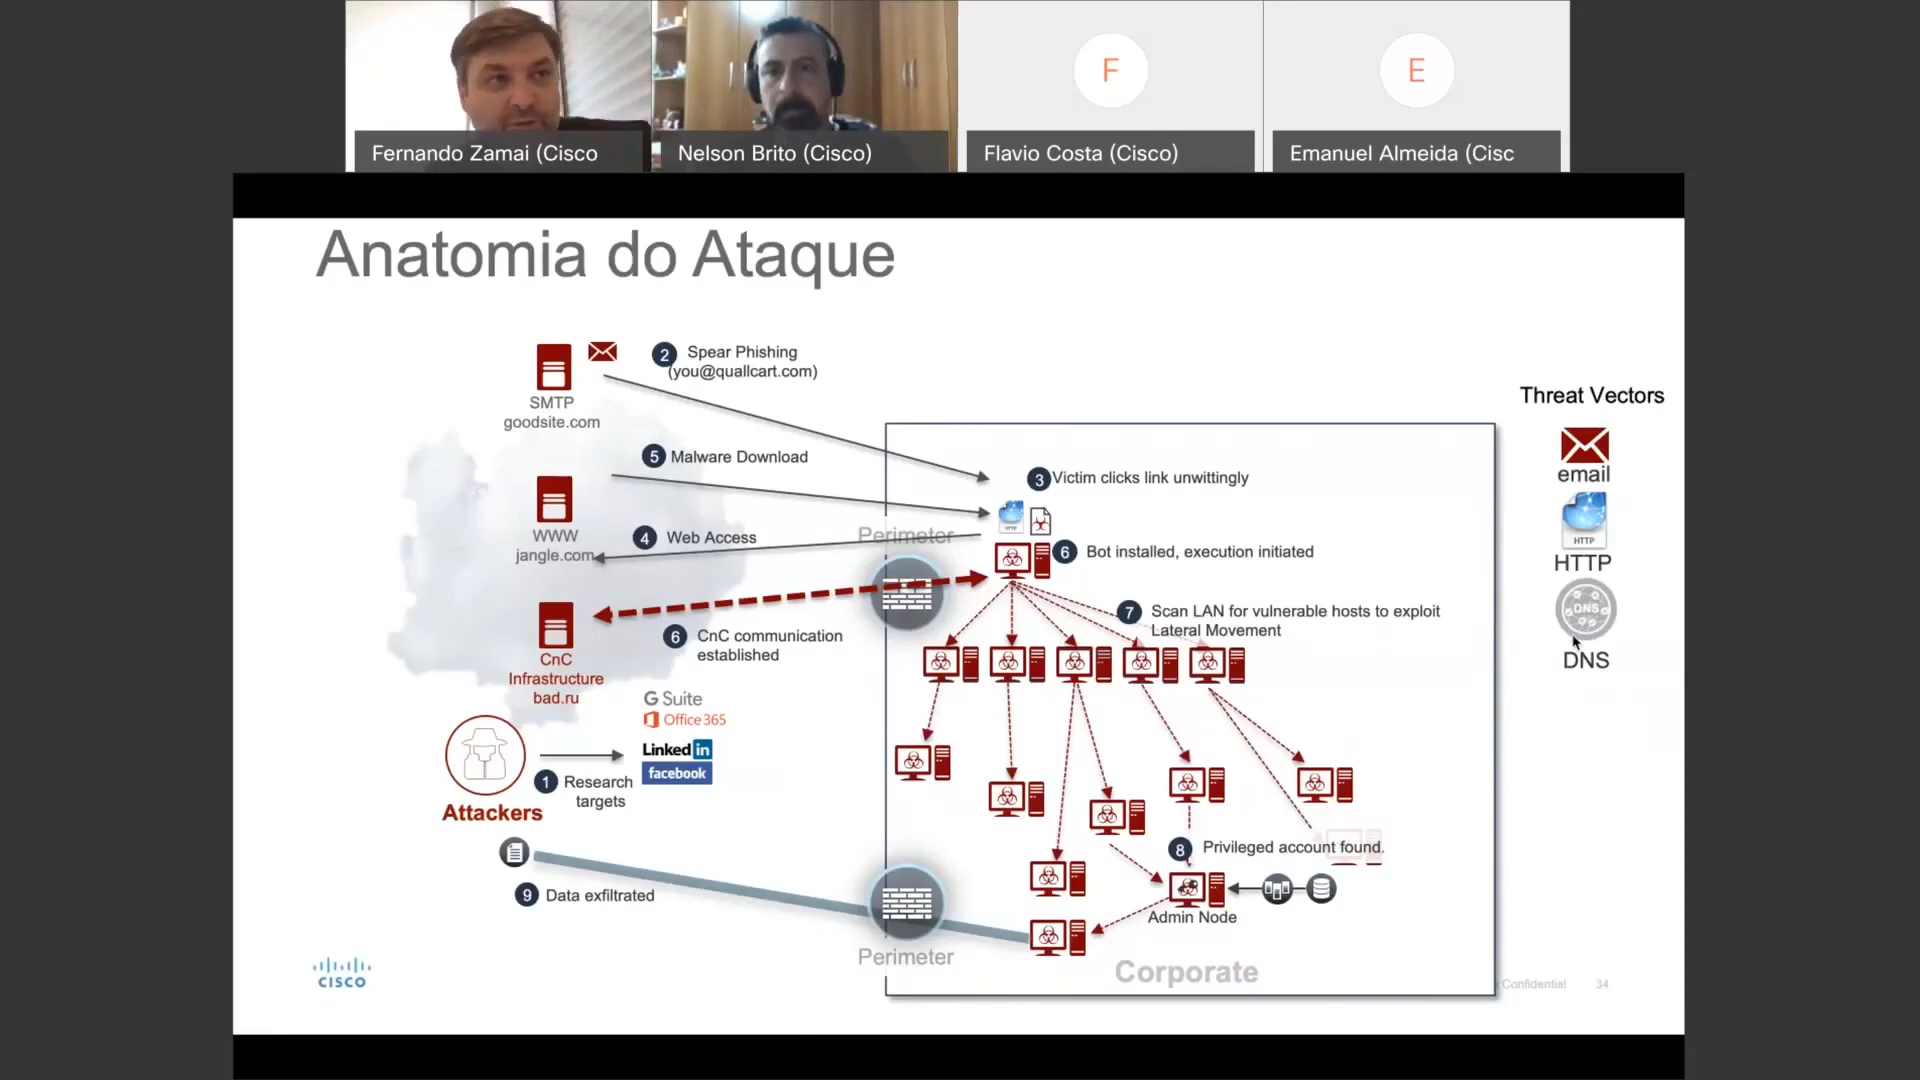 F
E
Fernando Zamai (Cisco
Nelson Brito (Cisco)
Flavio Costa (Cisco)
Emanuel Almeida (Cisc
Anatomia do Ataque
2 Spear Phishing
(you@quallcart.com)
SMTP
goodsite.com
5 Malware Download
WWW
jangle.com
4 Web Access
Perimeter
3 Victim clicks link unwittingly
HTTP
6 Bot installed, execution initiated
7 Scan LAN for vulnerable hosts to exploit
Lateral Movement
6 CnC communication
established
CnC
Infrastructure
bad.ru
G Suite
Office 365
Linked in
facebook
1 Research
targets
Attackers
9 Data exfiltrated
8 Privileged account found.
Admin Node
Perimeter
Corporate
Threat Vectors
email
HTTP
HTTP
DNS
DNS
CISCO
Confidential
34